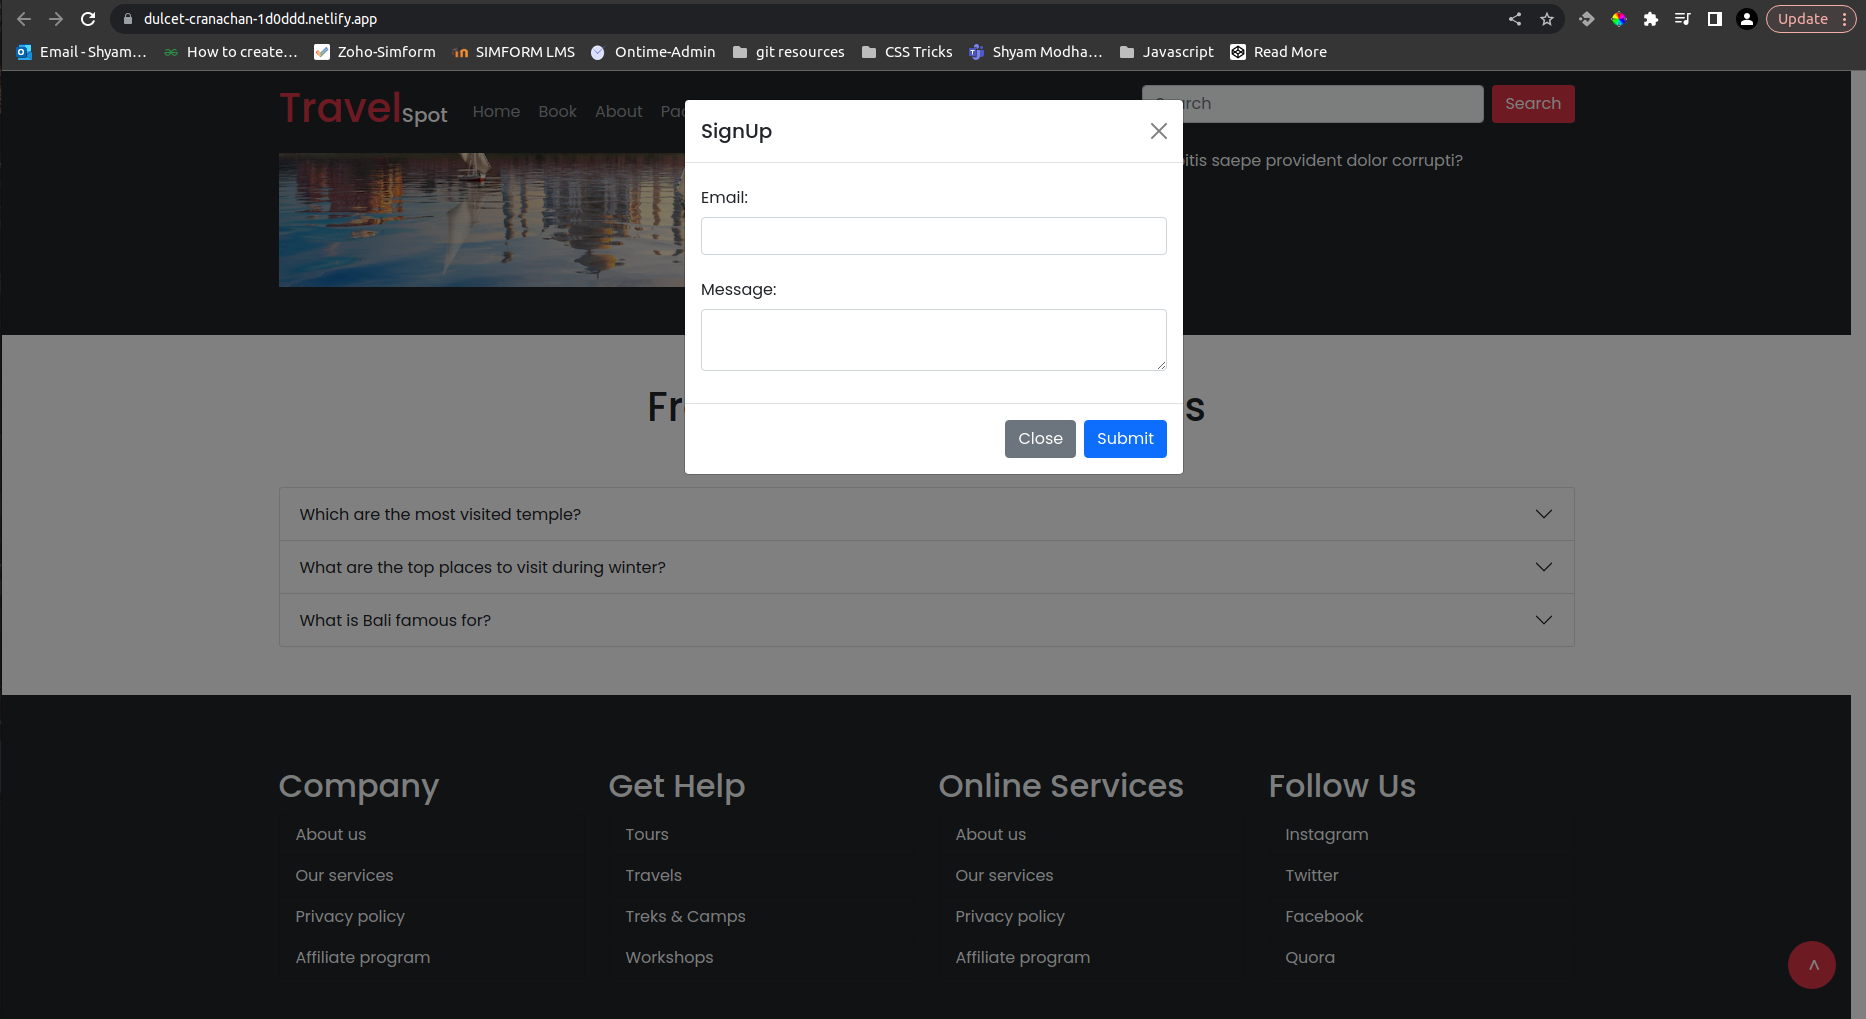 dulcet-cranachan-1d0ddd.netlify.app
Update
Email - Shyam... How to create... Zoho-Simform SIMFORM LMS Ontime-Admin git resources CSS Tricks Shyam Modha... Javascript Read More
TravelSpot Home Book About Search
SignUp
saepe provident dolor corrupti?
Email:
Message:
Close Submit
Which are the most visited temple?
What are the top places to visit during winter?
What is Bali famous for?
Company Get Help Online Services Follow Us
About us Tours About us Instagram
Our services Travels Our services Twitter
Privacy policy Treks & Camps Privacy policy Facebook
Affiliate program Workshops Affiliate program Quora